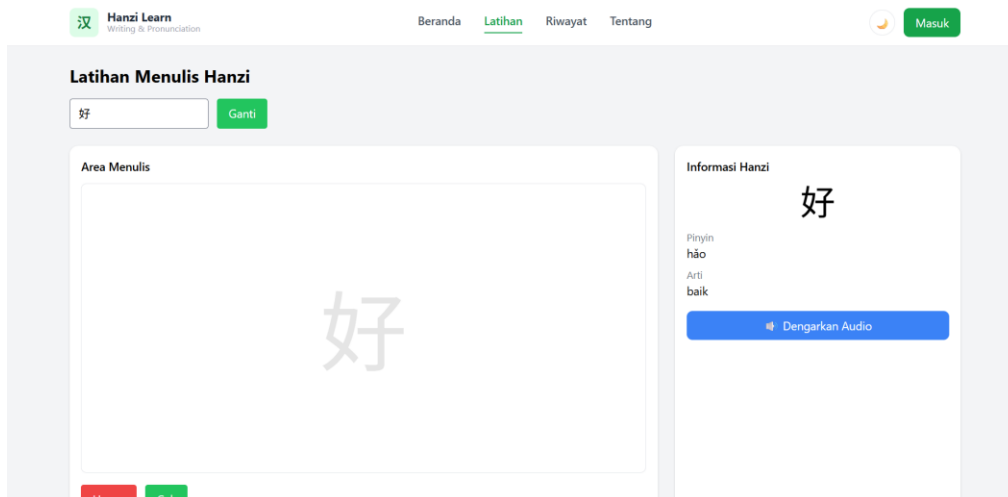 汉
Hanzi Learn
Writing & Pronunciation
Beranda Latihan Riwayat Tentang
Masuk
Latihan Menulis Hanzi
好
Ganti
Area Menulis
好
Informasi Hanzi
好
Pinyin
hǎo
Arti
baik
Dengarkan Audio